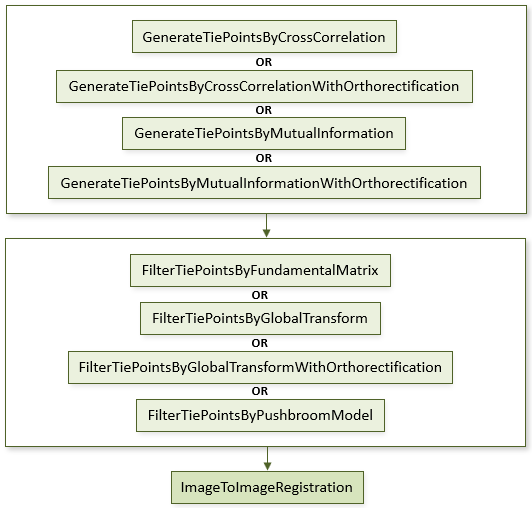 GenerateTiePointsByCrossCorrelation
OR
GenerateTiePointsByCrossCorrelationWithOrthorectification
OR
GenerateTiePointsByMutualInformation
OR
GenerateTiePointsByMutualInformationWithOrthorectification
FilterTiePointsByFundamentalMatrix
OR
FilterTiePointsByGlobalTransform
OR
FilterTiePointsByGlobalTransformWithOrthorectification
OR
FilterTiePointsByPushbroomModel
ImageToImageRegistration